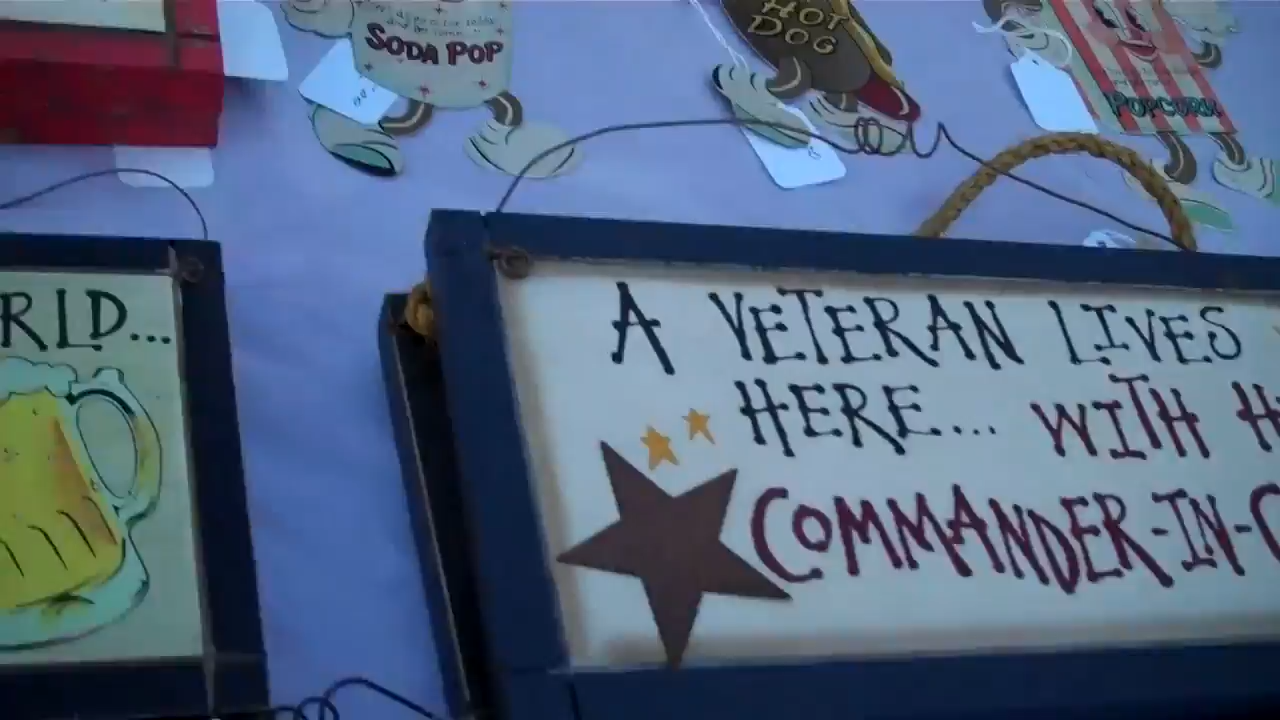 SODA POP
HOT
DOG
POPCORN
RLD...
A VETERAN LIVES
HERE... WITH H
COMMANDER-IN-C